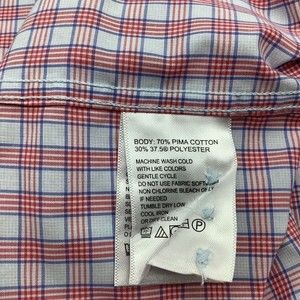 BODY: 70% PIMA COTTON
30% 37.5® POLYESTER
MACHINE WASH COLD
WITH LIKE COLORS
GENTLE CYCLE
DO NOT USE FABRIC SOFT
NON CHLORINE BLEACH ONLY
IF NEEDED
TUMBLE DRY LOW
COOL IRON
OR DRY CLEAN